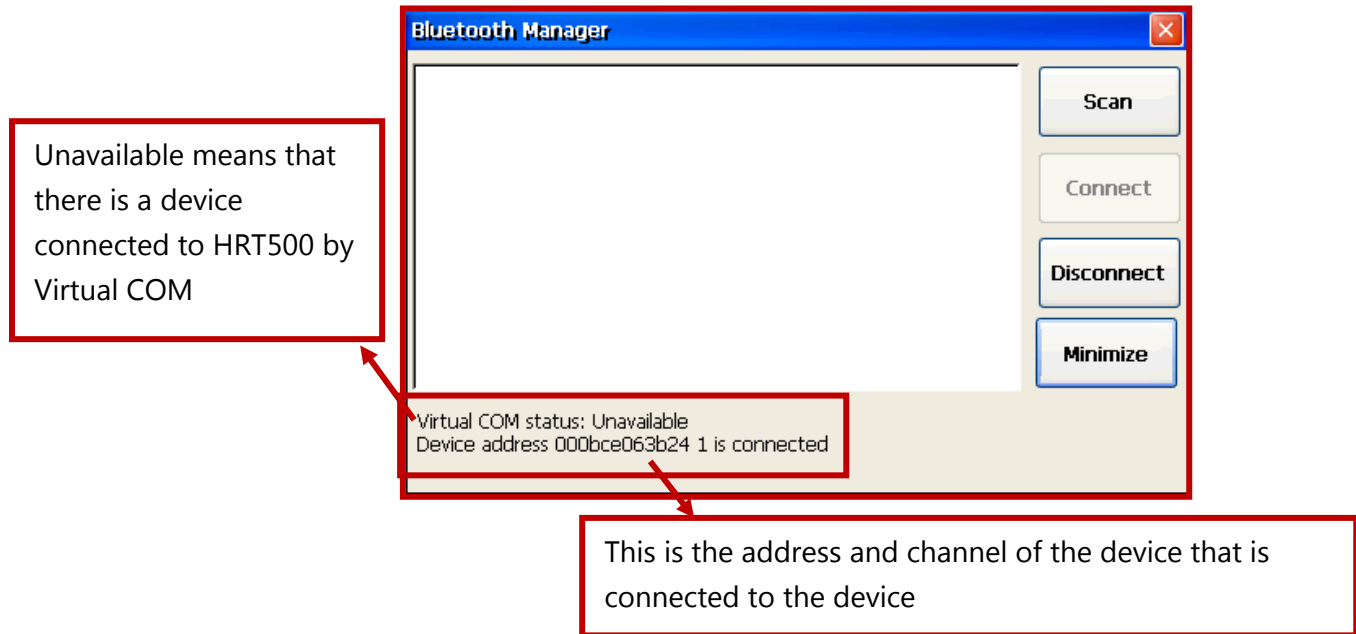 Bluetooth Manager
Scan
Unavailable means that
there is a device
connected to HRT500 by
Virtual COM
Connect
Disconnect
Minimize
Virtual COM status: Unavailable
Device address 000bce063b24 1 is connected
This is the address and channel of the device that is
connected to the device